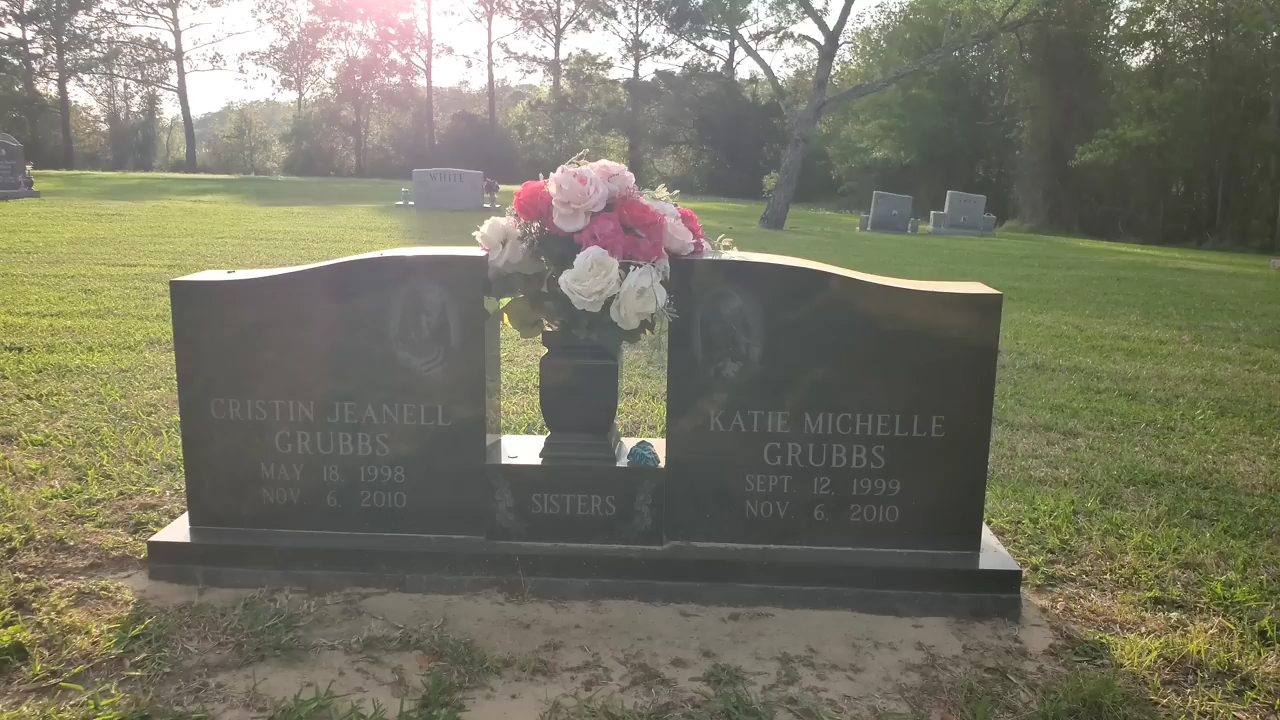 WHITE
CRISTIN JEANELL
GRUBBS
MAY 18, 1998
NOV. 6, 2010
SISTERS
KATIE MICHELLE
GRUBBS
SEPT. 12, 1999
NOV. 6, 2010